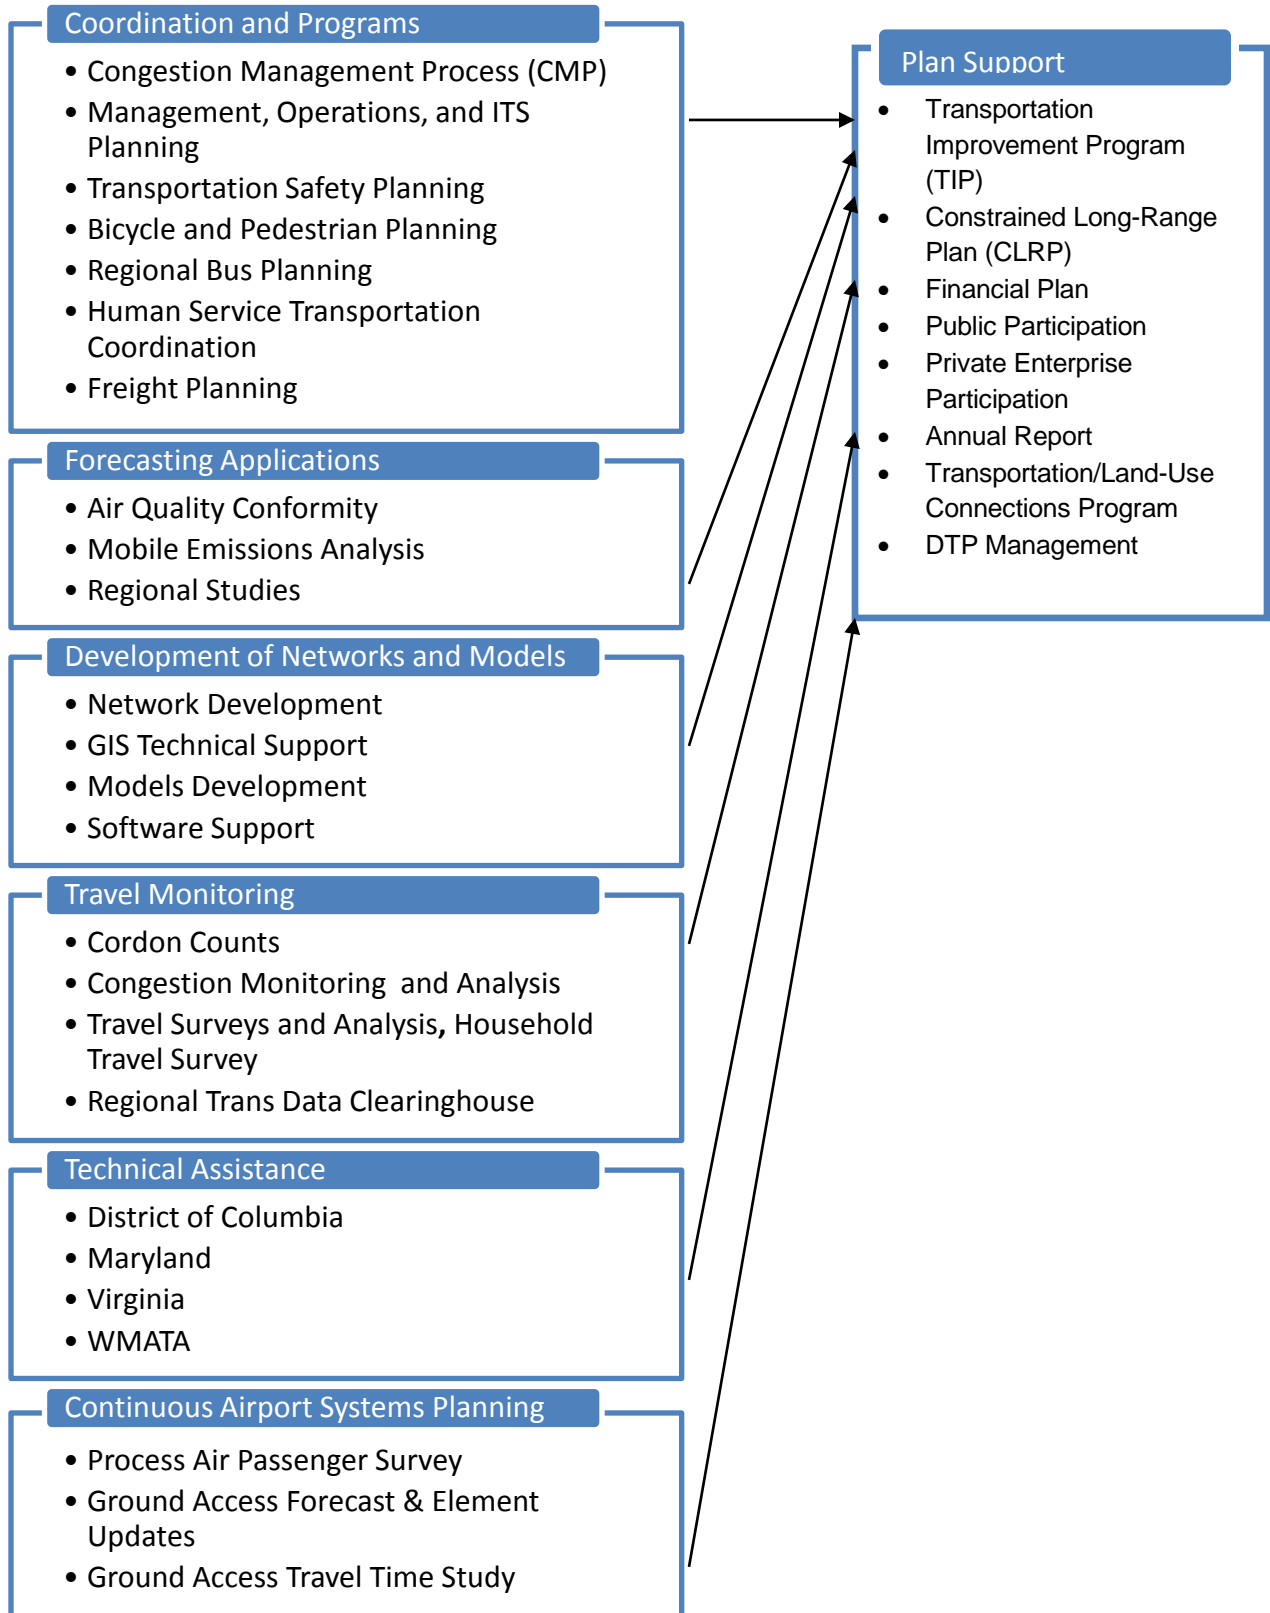 Coordination and Programs
• Congestion Management Process (CMP)
• Management, Operations, and ITS
Planning
• Transportation Safety Planning
• Bicycle and Pedestrian Planning
• Regional Bus Planning
• Human Service Transportation
Coordination
• Freight Planning
Forecasting Applications
• Air Quality Conformity
• Mobile Emissions Analysis
• Regional Studies
Development of Networks and Models
• Network Development
• GIS Technical Support
• Models Development
• Software Support
Travel Monitoring
• Cordon Counts
• Congestion Monitoring  and Analysis
• Travel Surveys and Analysis, Household
Travel Survey
• Regional Trans Data Clearinghouse
Technical Assistance
• District of Columbia
• Maryland
• Virginia
• WMATA
Continuous Airport Systems Planning
• Process Air Passenger Survey
• Ground Access Forecast & Element
Updates
• Ground Access Travel Time Study
Plan Support
• Transportation
Improvement Program
(TIP)
• Constrained Long-Range
Plan (CLRP)
• Financial Plan
• Public Participation
• Private Enterprise
Participation
• Annual Report
• Transportation/Land-Use
Connections Program
• DTP Management